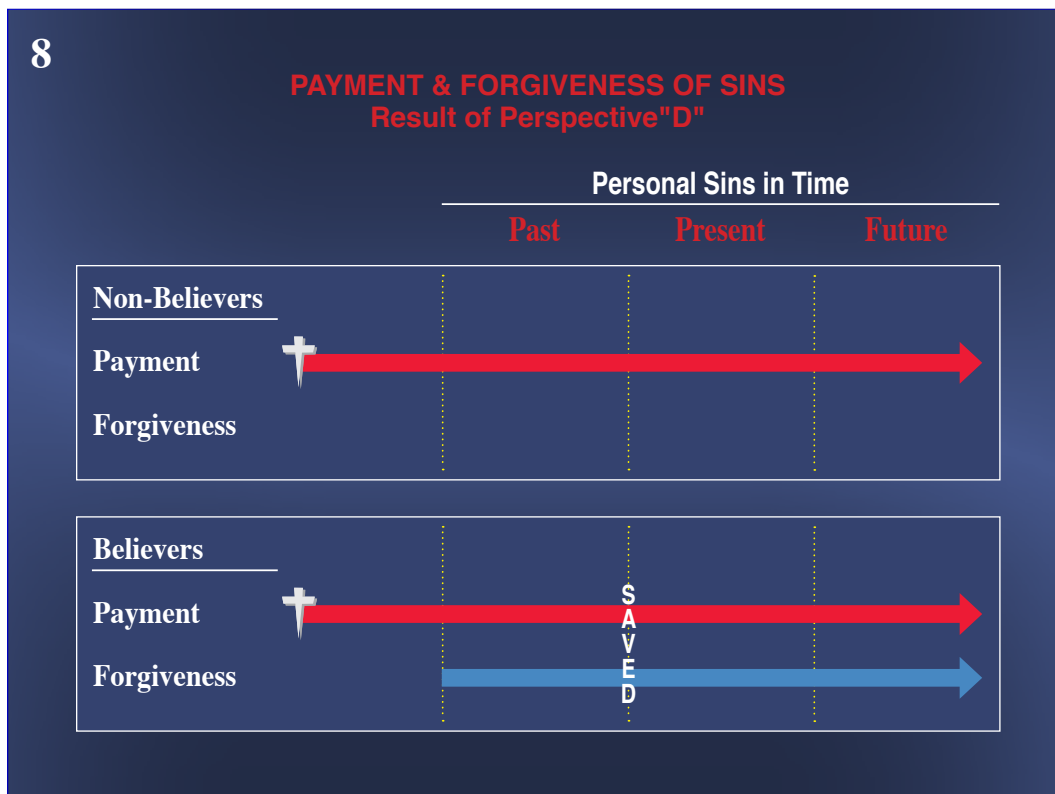 8
PAYMENT & FORGIVENESS OF SINS
Result of Perspective"D"
Personal Sins in Time
Past Present Future
Non-Believers
Payment
Forgiveness
Believers
Payment
Forgiveness
SAVED